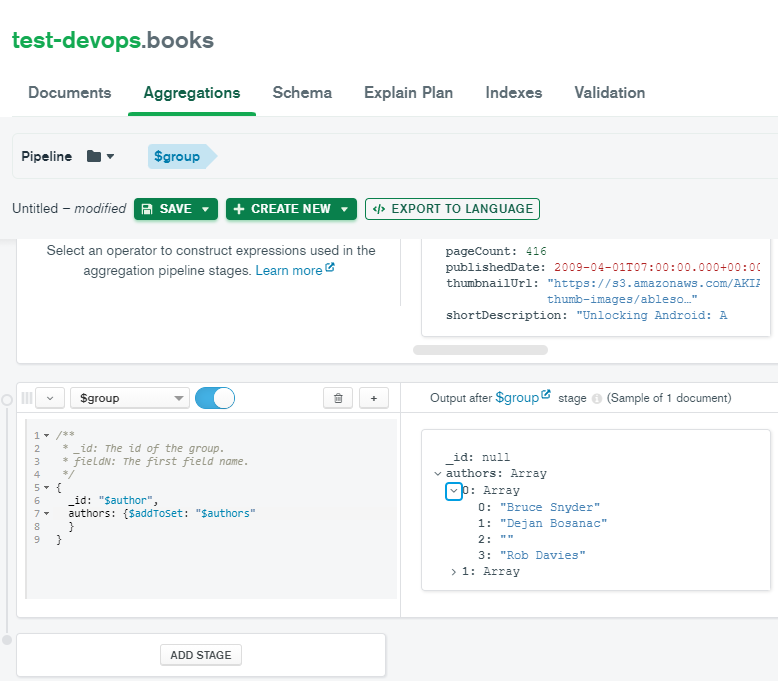 test-devops.books
Documents Aggregations Schema Explain Plan Indexes Validation
Pipeline $group
Untitled – modified SAVE + CREATE NEW </> EXPORT TO LANGUAGE
Select an operator to construct expressions used in the
aggregation pipeline stages. Learn more
pageCount: 416
publishedDate: 2009-04-01T07:00:00.000+00:00
thumbnailUrl: "https://s3.amazonaws.com/AKIA
thumb-images/ableso…"
shortDescription: "Unlocking Android: A
$group +
Output after $group stage (Sample of 1 document)
1 /**
2 * _id: The id of the group.
3 * fieldN: The first field name.
4 */
5 {
6 _id: "$author",
7 authors: {$addToSet: "$authors"
8 }
9 }
_id: null
authors: Array
0: Array
0: "Bruce Snyder"
1: "Dejan Bosanac"
2: ""
3: "Rob Davies"
1: Array
ADD STAGE